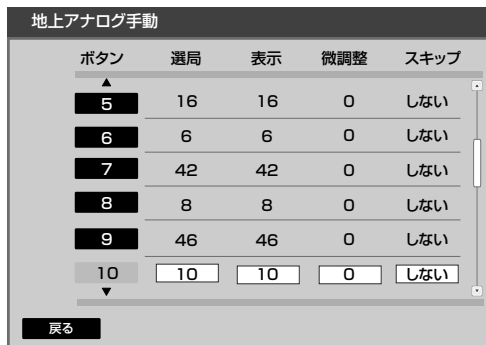 地上アナログ手動
ボタン 選局 表示 微調整 スキップ
5 16 16 0 しない
6 6 6 0 しない
7 42 42 0 しない
8 8 8 0 しない
9 46 46 0 しない
10 10 10 0 しない
戻る